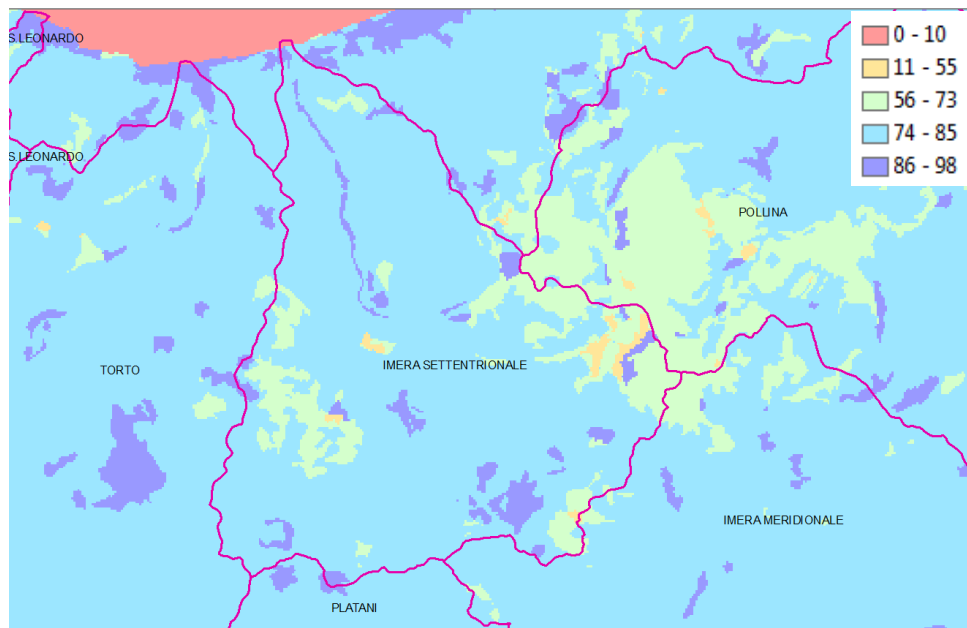 S.LEONARDO
0 - 10
11 - 55
56 - 73
74 - 85
86 - 98
S.LEONARDO
POLLINA
TORTO
IMERA SETTENTRIONALE
IMERA MERIDIONALE
PLATANI